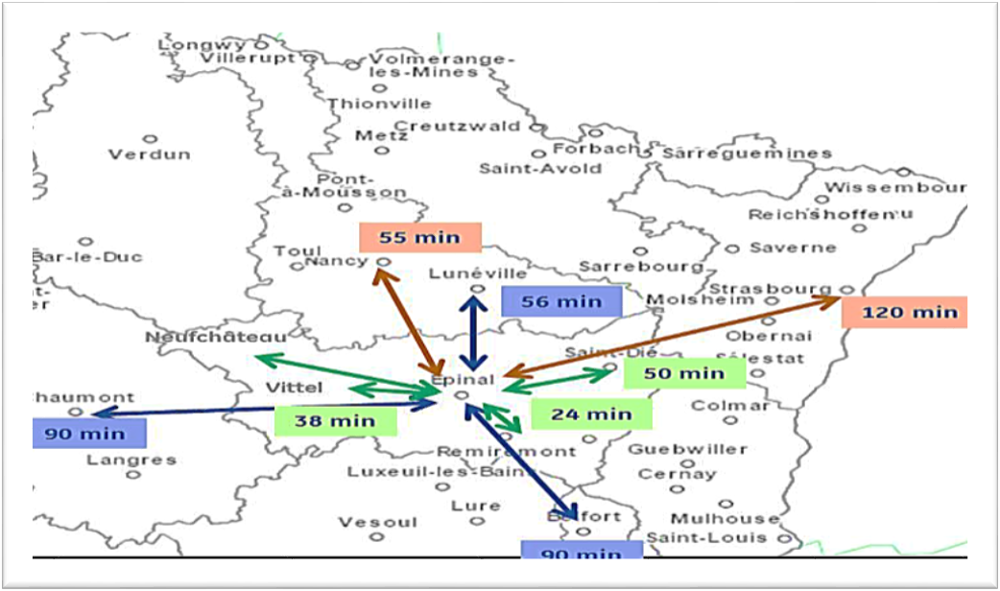 Longwy
Villerupt
Volmerange-
les-Mines
Thionville
Creutzwald
Metz
Verdun
Forbach
Sarreguemines
Saint-Avold
Pont-
à-Mousson
Wissembour
Reichshoffen
55 min
Bar-le-Duc
Toul
Nancy
Lunéville
Sarrebourg
Saverne
t-
er
56 min
Molsheim
Strasbourg
120 min
Neufchâteau
Obernai
Saint-Dié
Sélestat
50 min
Vittel
Epinal
haumont
Colmar
38 min
24 min
90 min
Langres
Remiremont
Guebwiller
Luxeuil-les-Bains
Cernay
Lure
Vesoul
Belfort
Mulhouse
Saint-Louis
90 min